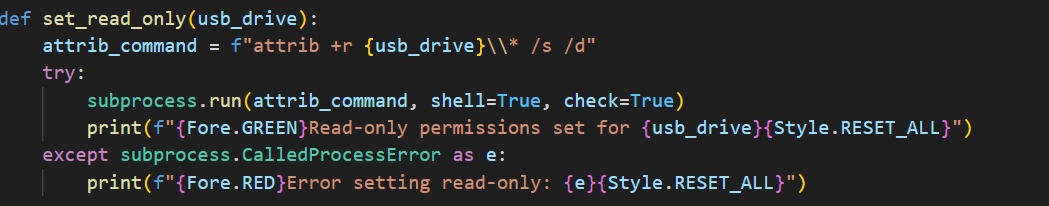 def set_read_only(usb_drive):
    attrib_command = f"attrib +r {usb_drive}\\* /s /d"
    try:
        subprocess.run(attrib_command, shell=True, check=True)
        print(f"{Fore.GREEN}Read-only permissions set for {usb_drive}{Style.RESET_ALL}")
    except subprocess.CalledProcessError as e:
        print(f"{Fore.RED}Error setting read-only: {e}{Style.RESET_ALL}")